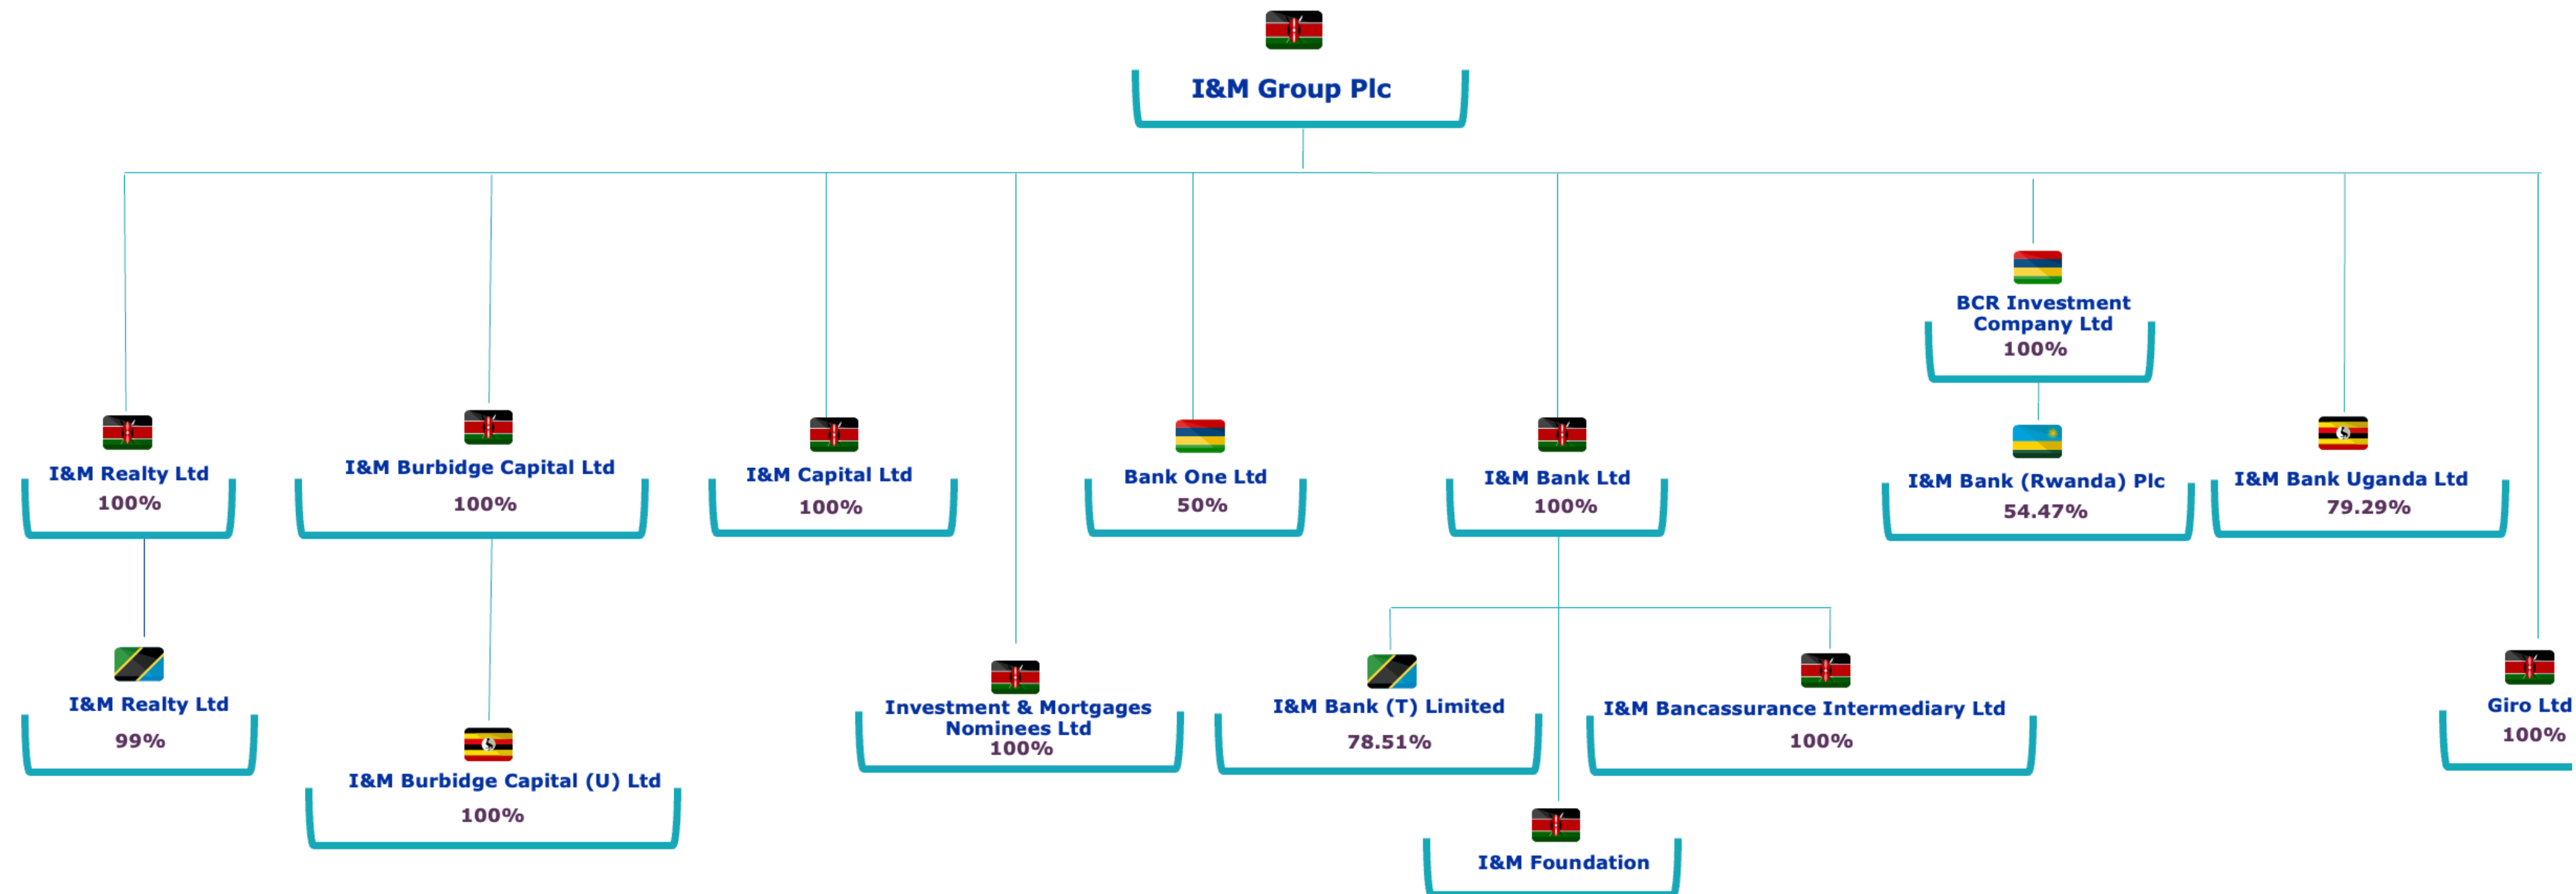 I&M Group Plc
BCR Investment
Company Ltd
100%
I&M Realty Ltd
100%
I&M Burbidge Capital Ltd
100%
I&M Capital Ltd
100%
Bank One Ltd
50%
I&M Bank Ltd
100%
I&M Bank (Rwanda) Plc
54.47%
I&M Bank Uganda Ltd
79.29%
I&M Realty Ltd
99%
I&M Burbidge Capital (U) Ltd
100%
Investment & Mortgages
Nominees Ltd
100%
I&M Bank (T) Limited
78.51%
I&M Bancassurance Intermediary Ltd
100%
Giro Ltd
100%
I&M Foundation